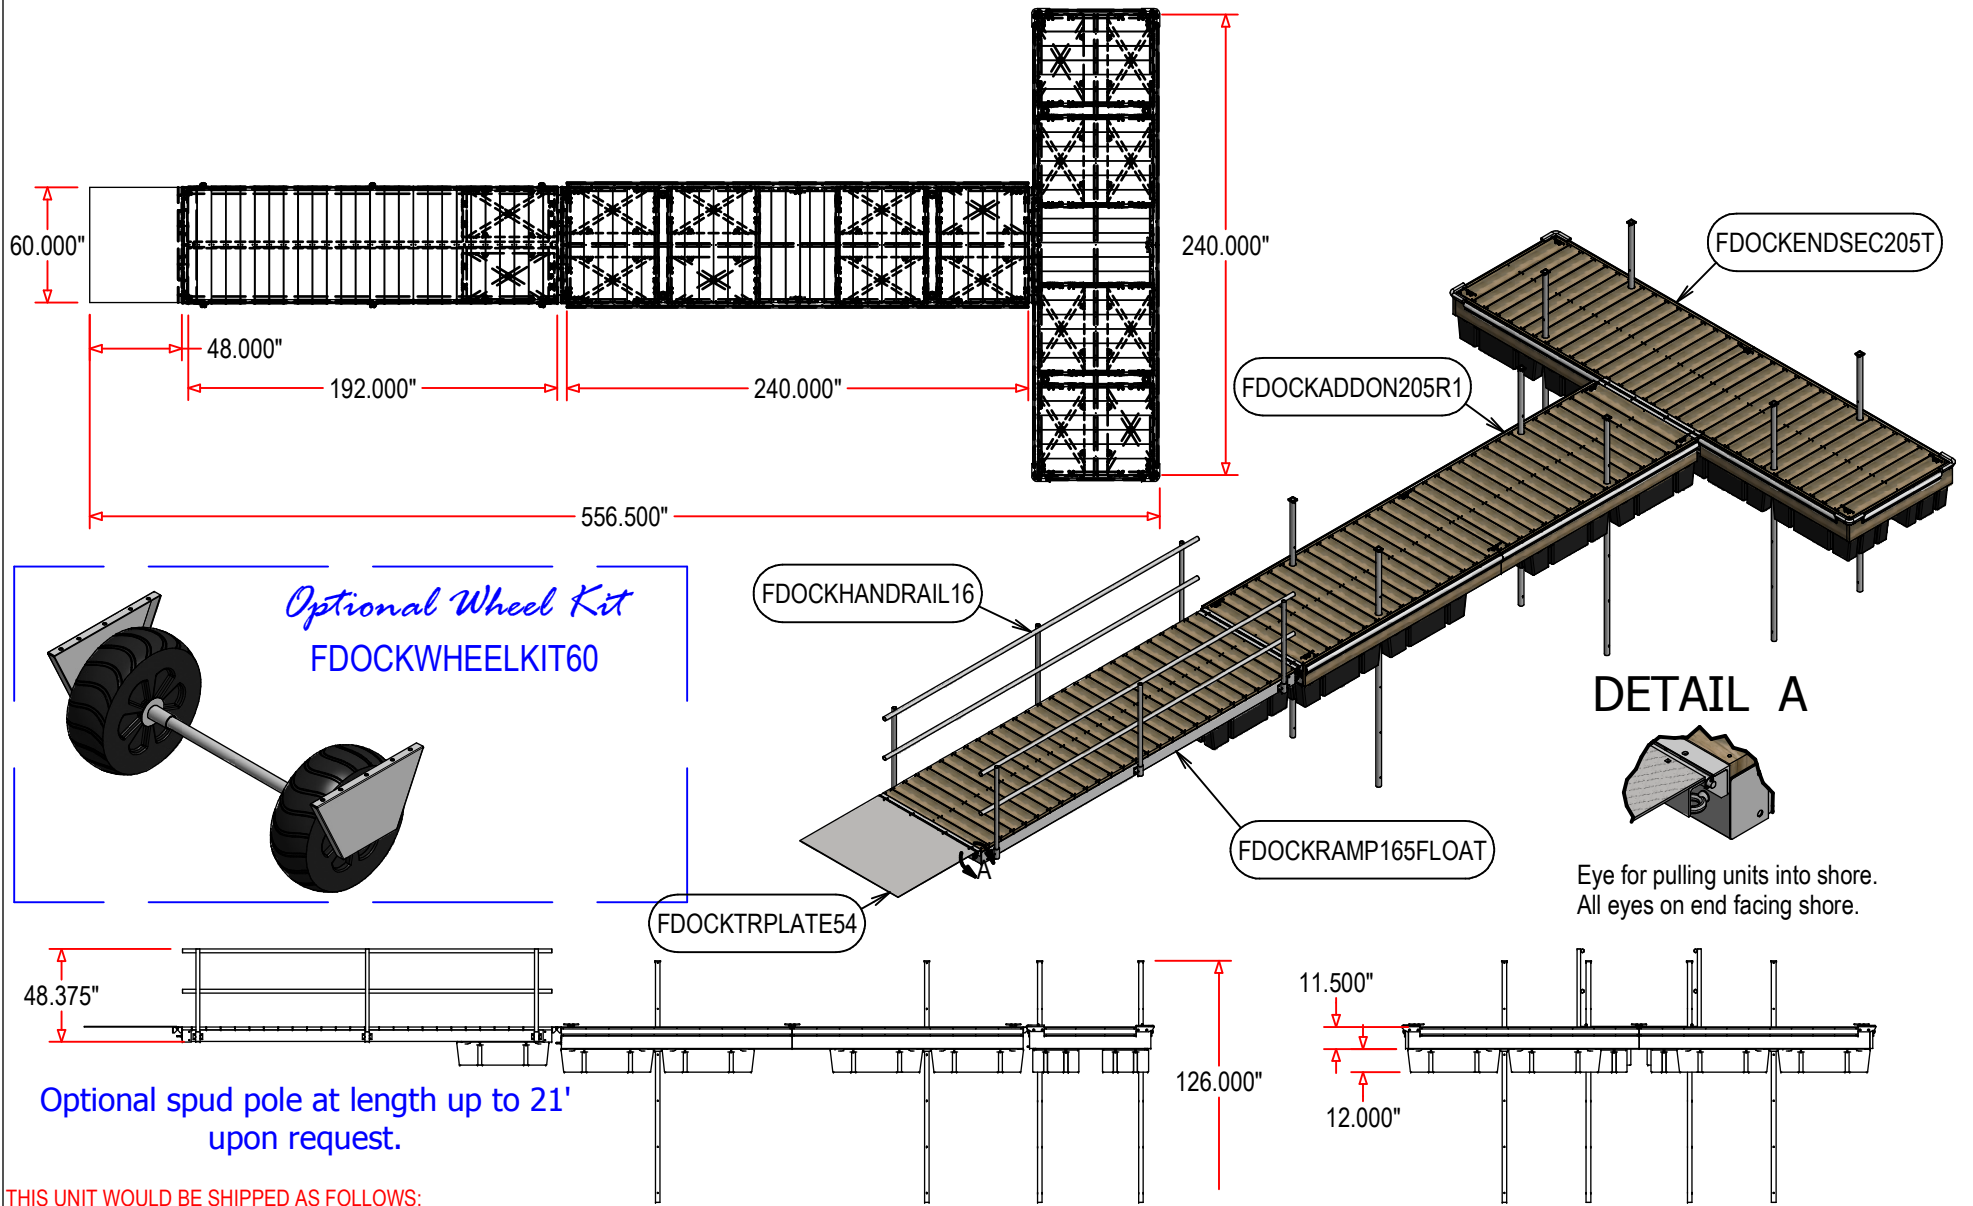 60.000"
48.000"
192.000"
240.000"
240.000"
556.500"
FDOCKENDSEC205T
FDOCKADDON205R1
FDOCKHANDRAIL16
FDOCKRAMP165FLOAT
FDOCKTRPLATE54
A
Optional Wheel Kit
FDOCKWHEELKIT60
DETAIL A
Eye for pulling units into shore.
All eyes on end facing shore.
48.375"
126.000"
11.500"
12.000"
Optional spud pole at length up to 21'
upon request.
THIS UNIT WOULD BE SHIPPED AS FOLLOWS: